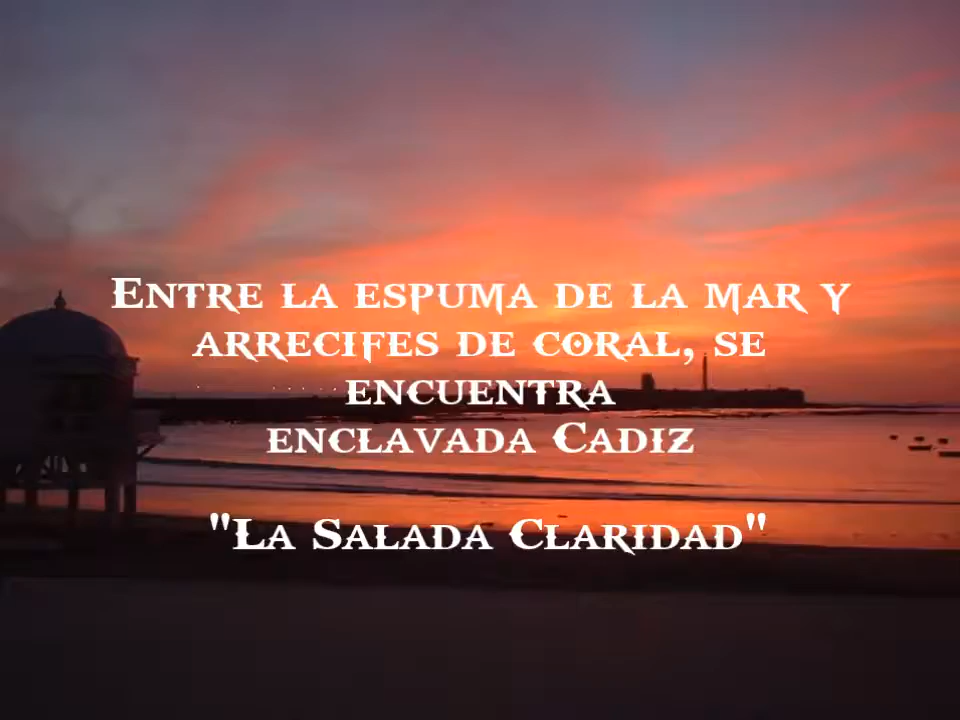 Entre la espuma de la mar y
arrecifes de coral, se
encuentra
enclavada Cadiz
"La Salada Claridad"